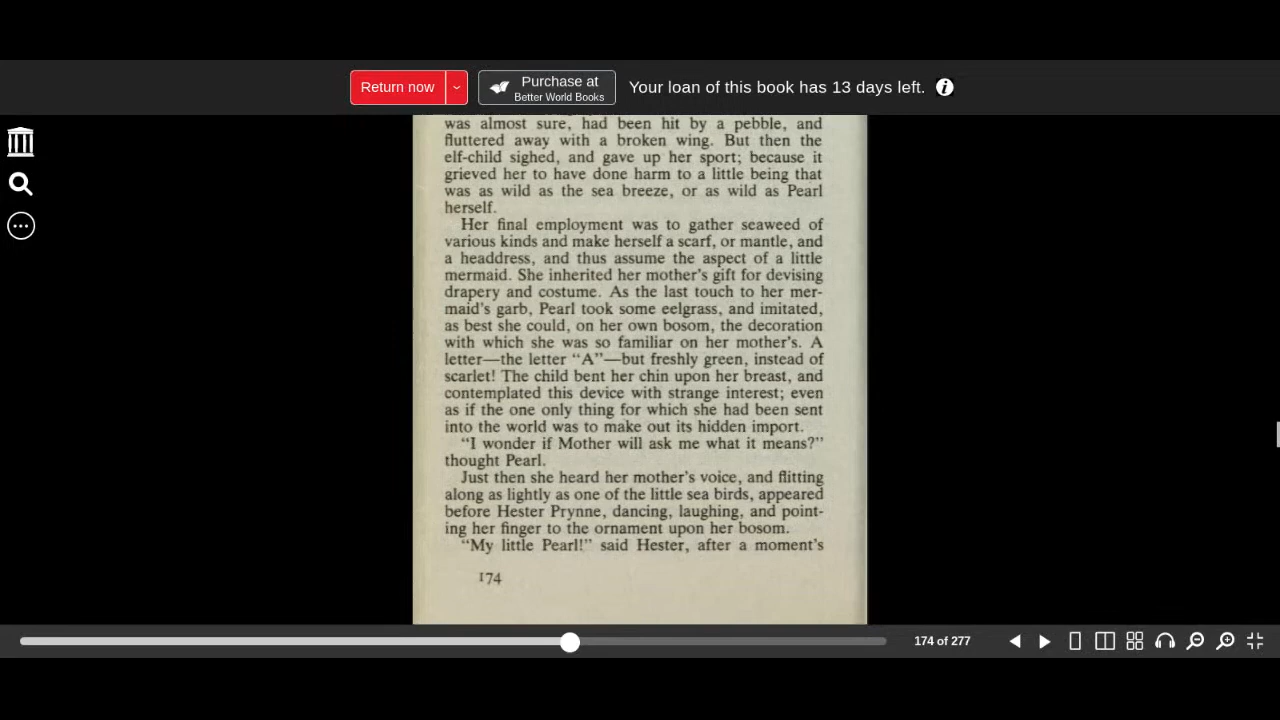 Return now
Purchase at
Better World Books
Your loan of this book has 13 days left.
was almost sure, had been hit by a pebble, and
fluttered away with a broken wing. But then the
elf-child sighed, and gave up her sport; because it
grieved her to have done harm to a little being that
was as wild as the sea breeze, or as wild as Pearl
herself.
Her final employment was to gather seaweed of
various kinds and make herself a scarf, or mantle, and
a headdress, and thus assume the aspect of a little
mermaid. She inherited her mother's gift for devising
drapery and costume. As the last touch to her mer-
maid's garb, Pearl took some eelgrass, and imitated,
as best she could, on her own bosom, the decoration
with which she was so familiar on her mother's. A
letter—the letter “A”—but freshly green, instead of
scarlet! The child bent her chin upon her breast, and
contemplated this device with strange interest; even
as if the one only thing for which she had been sent
into the world was to make out its hidden import.
“I wonder if Mother will ask me what it means?”
thought Pearl.
Just then she heard her mother's voice, and flitting
along as lightly as one of the little sea birds, appeared
before Hester Prynne, dancing, laughing, and point-
ing her finger to the ornament upon her bosom.
“My little Pearl!” said Hester, after a moment's
174
174 of 277